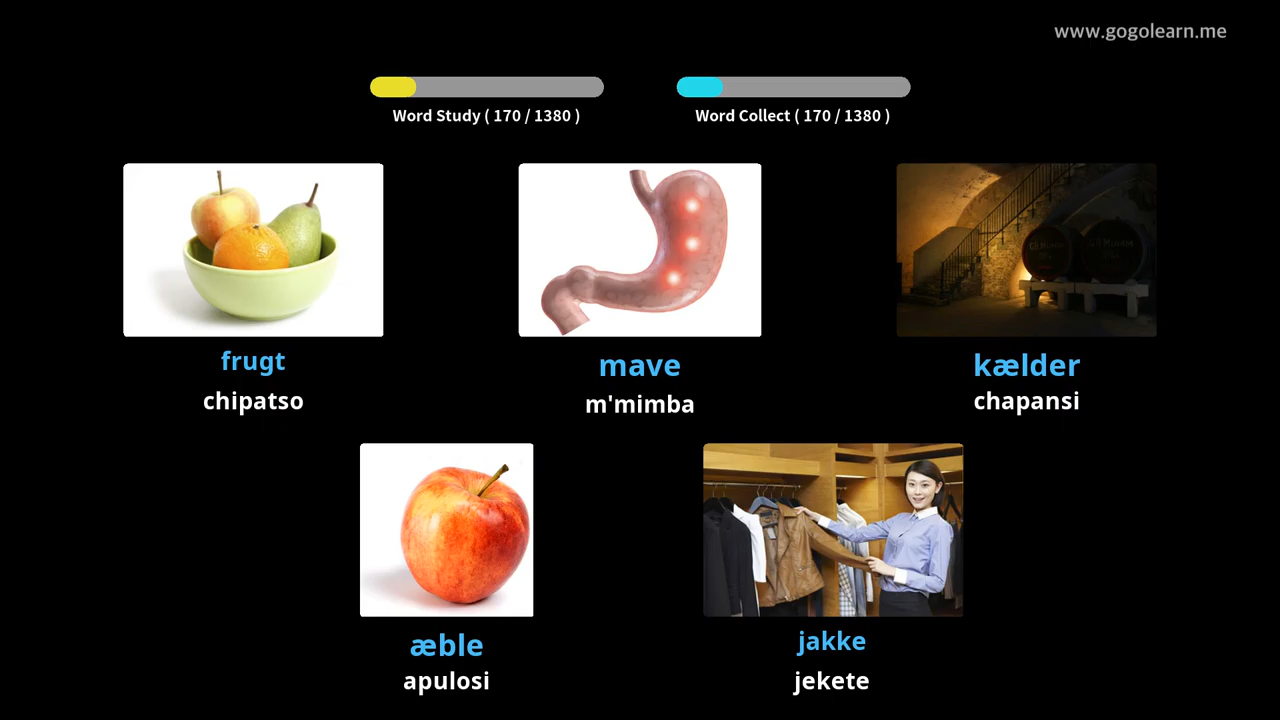 www.gogolearn.me
Word Study ( 170 / 1380 )
Word Collect ( 170 / 1380 )
frugt
chipatso
mave
m'mimba
kælder
chapansi
æble
apulosi
jakke
jekete